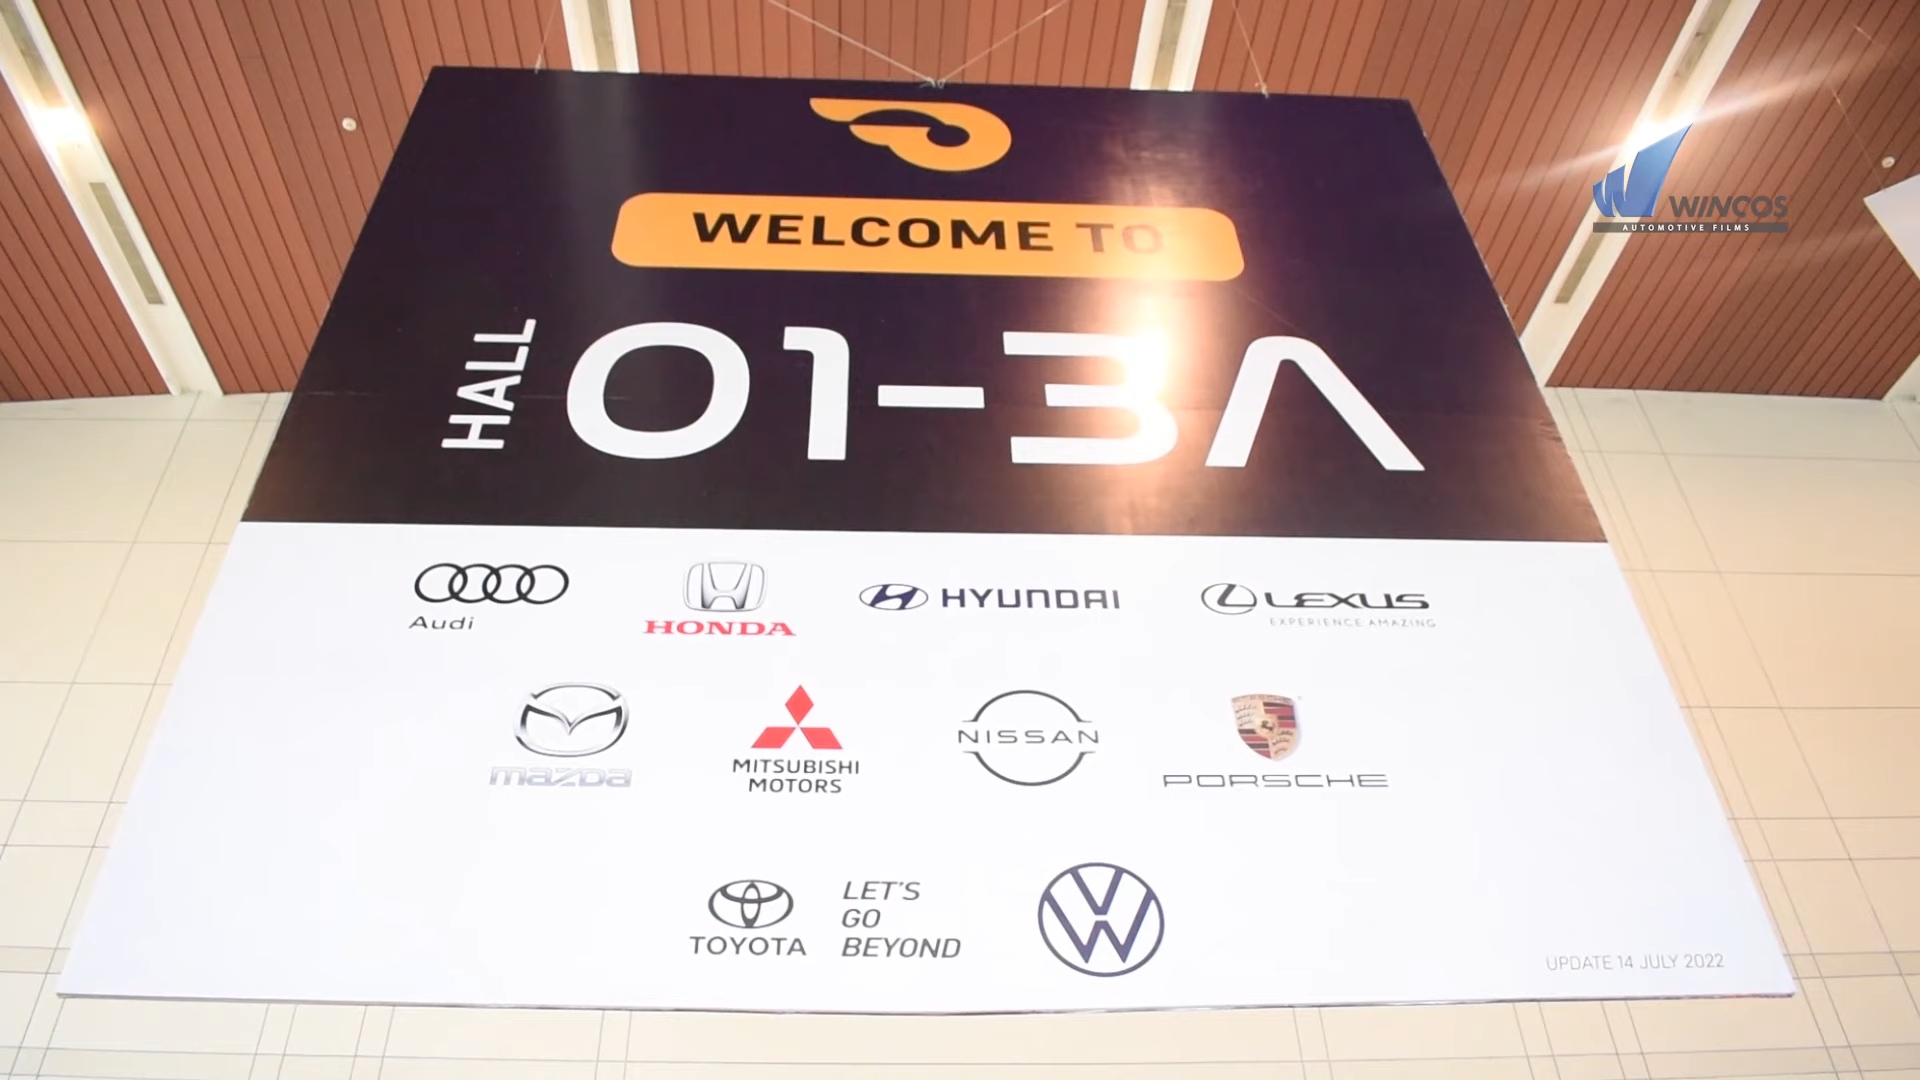 WELCOME TO
HALL 01-3A
WINCOS
AUTOMOTIVE FILMS
Audi
HONDA
HYUNDAI
LEXUS
EXPERIENCE AMAZING
mazda
MITSUBISHI
MOTORS
NISSAN
PORSCHE
TOYOTA
LET'S
GO
BEYOND
UPDATE 14 JULY 2022